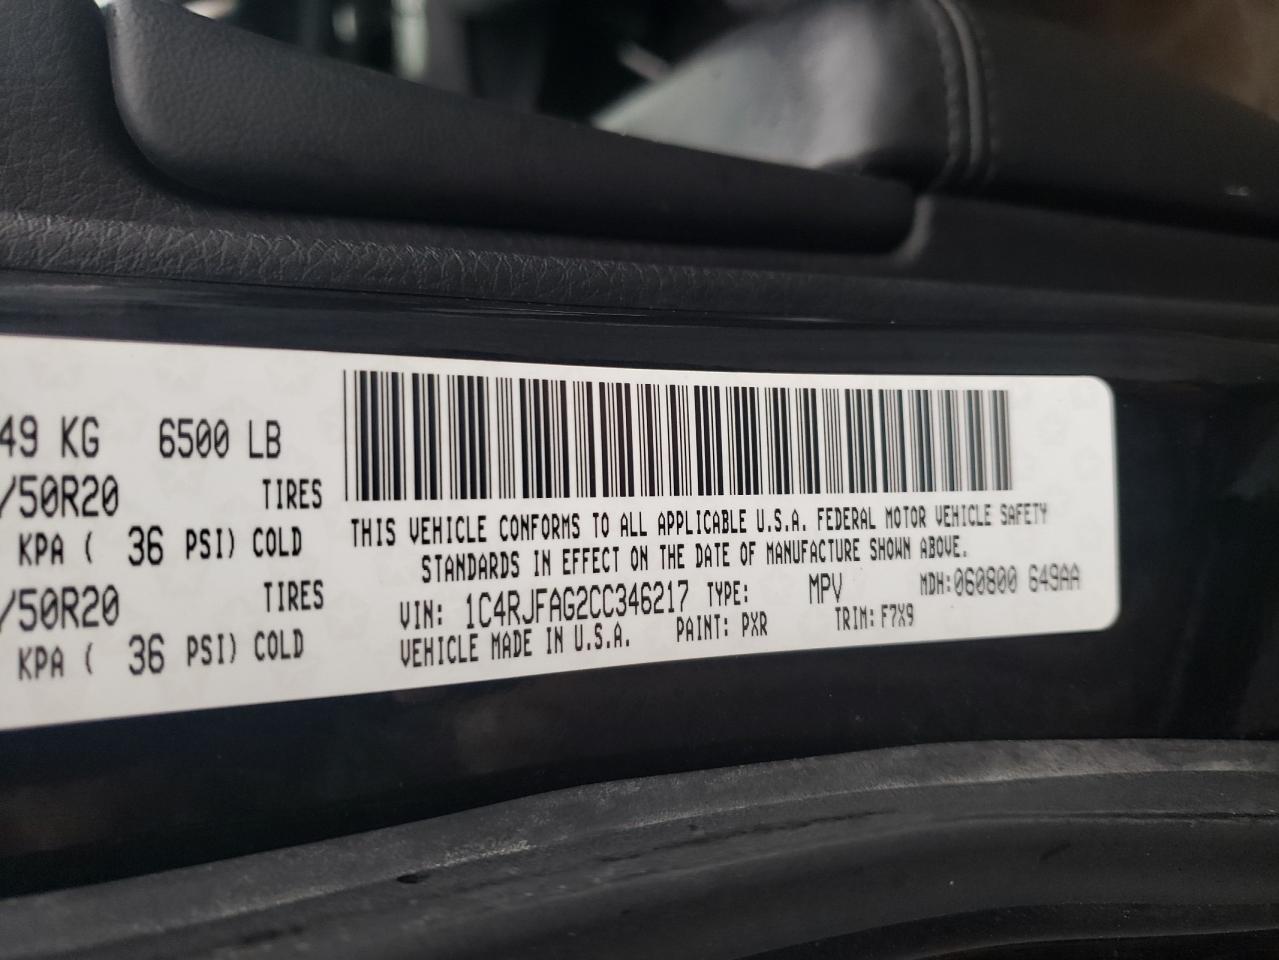 49 KG 6500 LB
/50R20 TIRES
KPA ( 36 PSI) COLD
/50R20 TIRES
KPA ( 36 PSI) COLD
THIS VEHICLE CONFORMS TO ALL APPLICABLE U.S.A. FEDERAL MOTOR VEHICLE SAFETY
STANDARDS IN EFFECT ON THE DATE OF MANUFACTURE SHOWN ABOVE.
VIN: 1C4RJFAG2CC346217 TYPE: MPV MDH:060800 649AA
VEHICLE MADE IN U.S.A. PAINT: PXR TRIM: F7X9